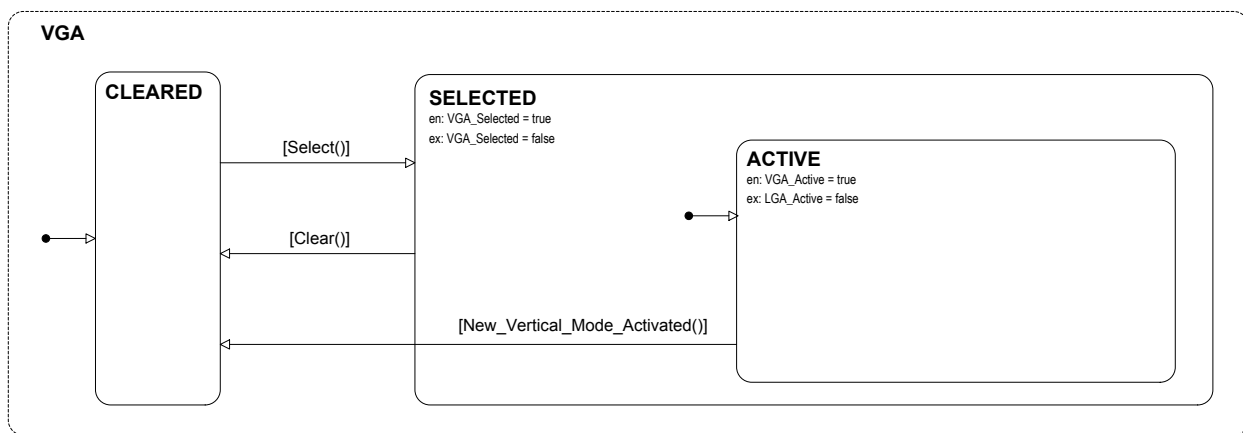 VGA
CLEARED
SELECTED
en: VGA_Selected = true
ex: VGA_Selected = false
[Select()]
ACTIVE
en: VGA_Active = true
ex: LGA_Active = false
[Clear()]
[New_Vertical_Mode_Activated()]